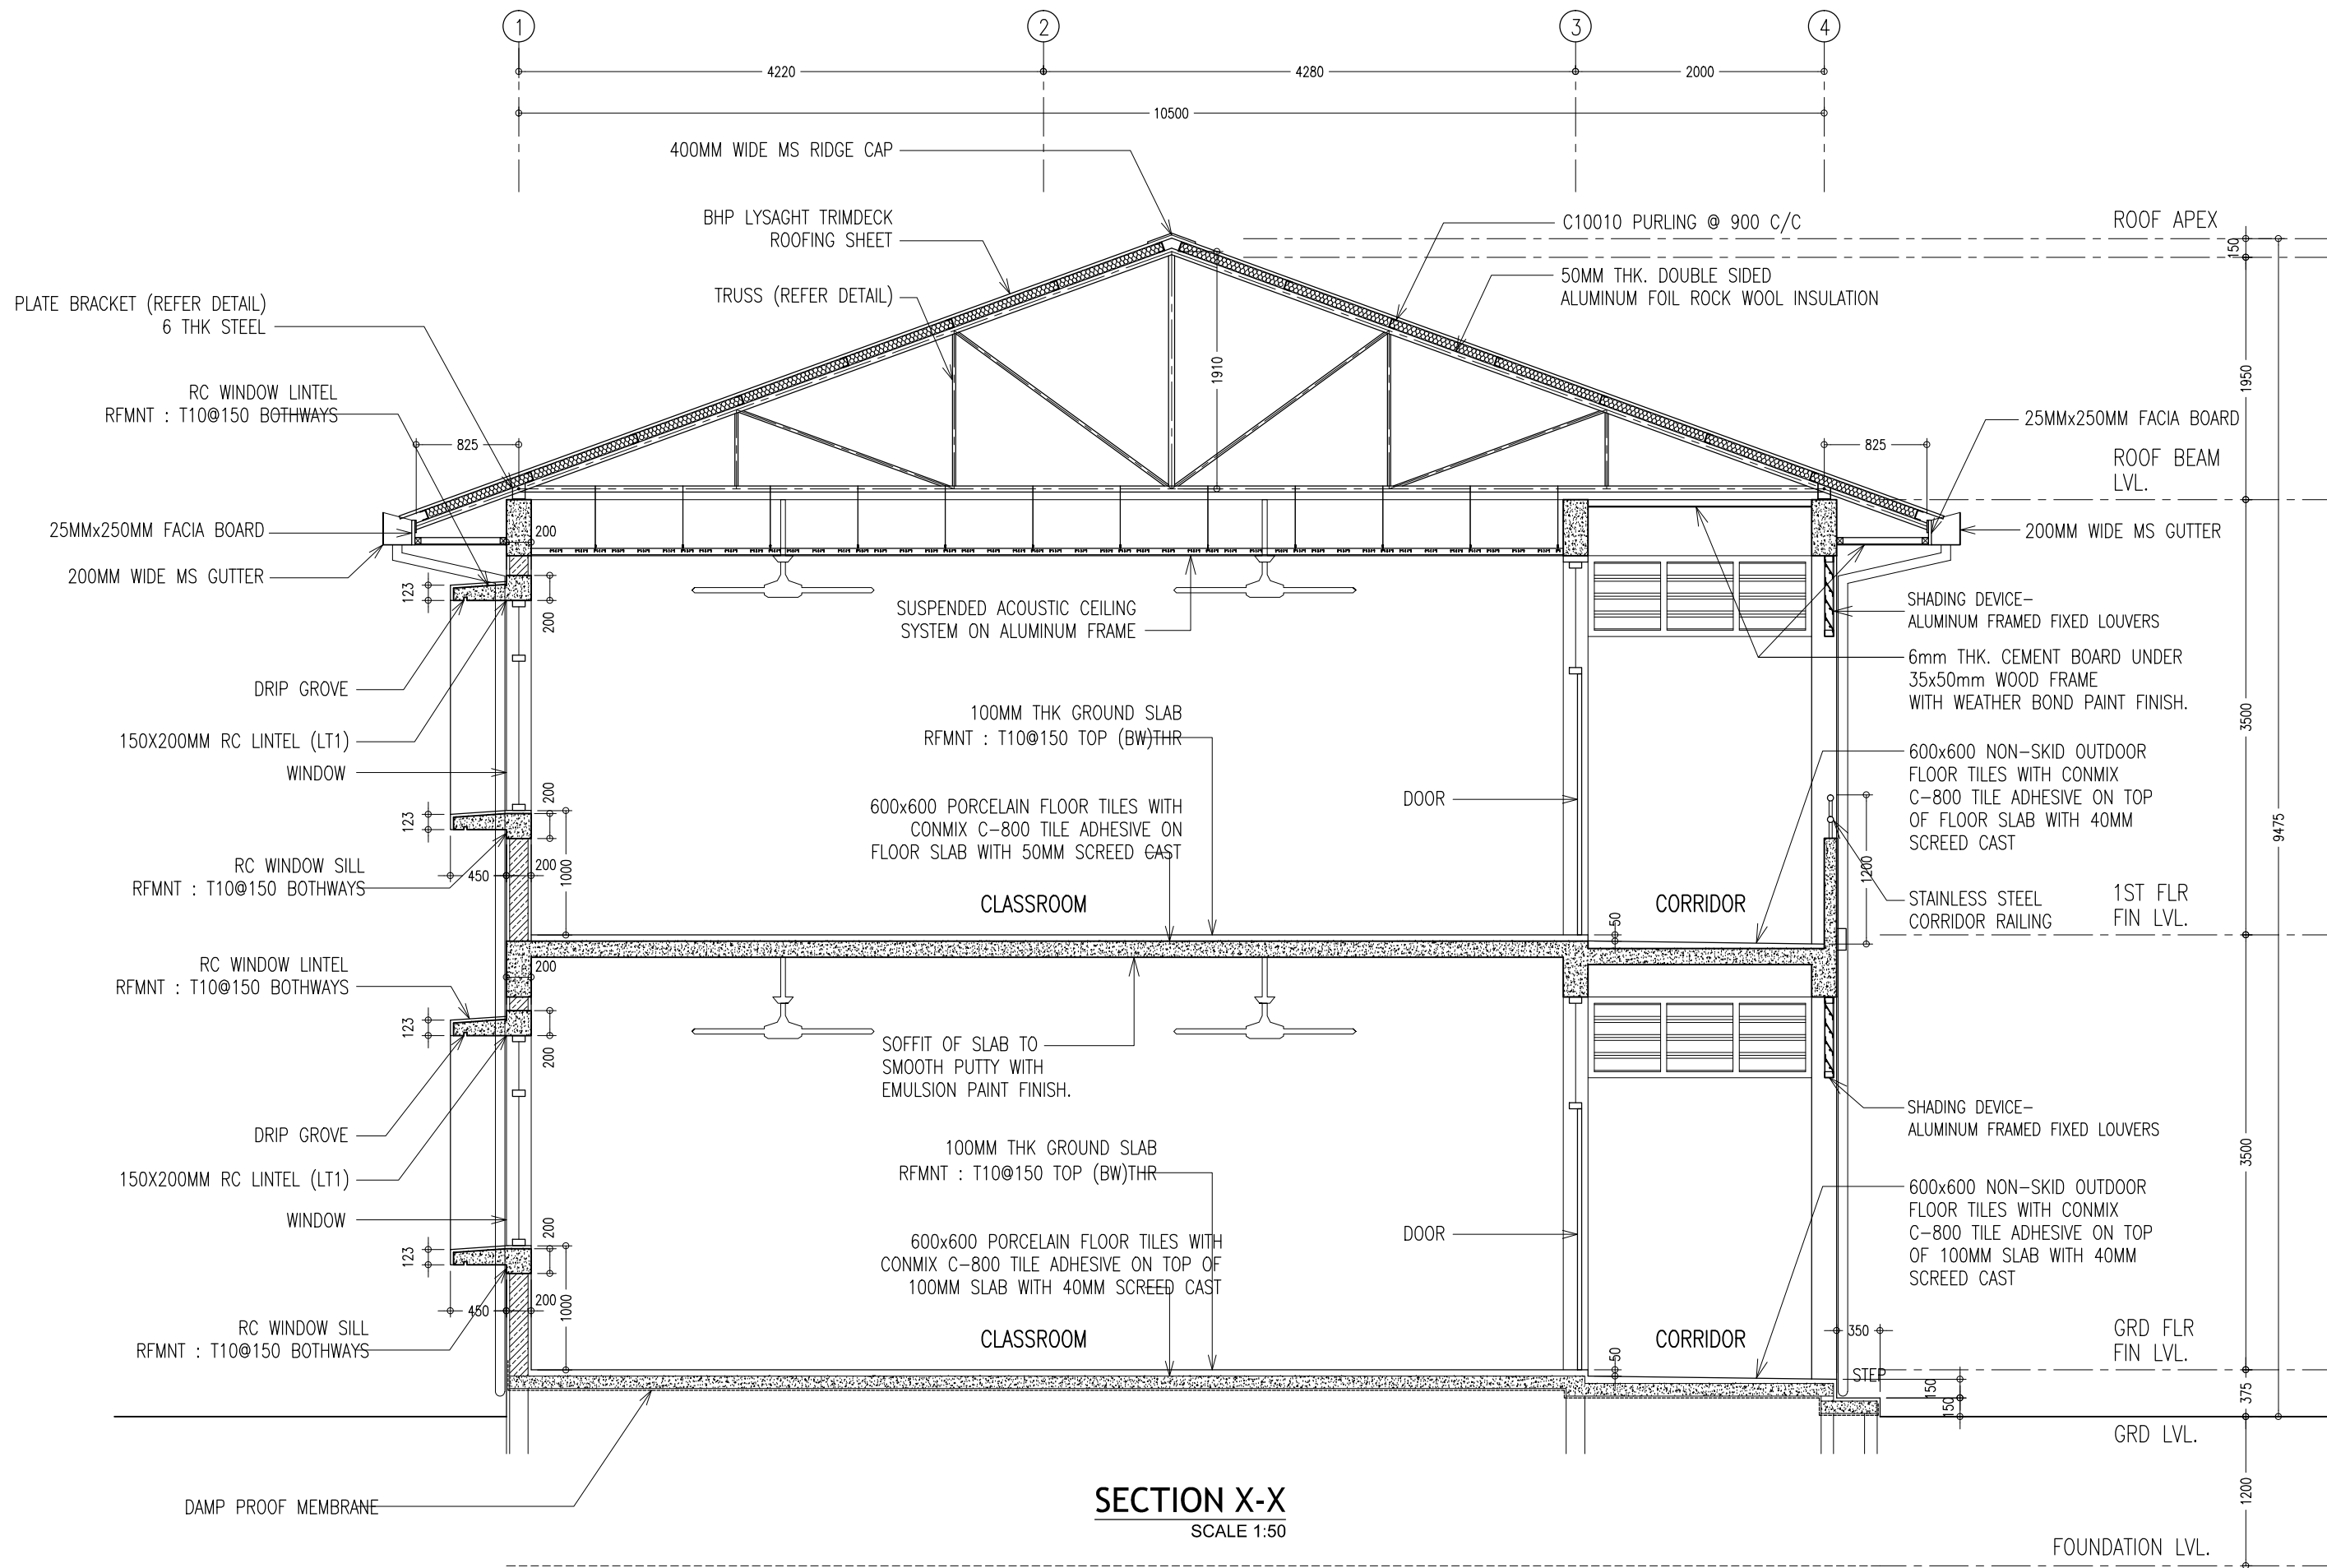 1
2
3
4
4220
4280
2000
10500
400MM WIDE MS RIDGE CAP
BHP LYSAGHT TRIMDECK
ROOFING SHEET
TRUSS (REFER DETAIL)
PLATE BRACKET (REFER DETAIL)
6 THK STEEL
RC WINDOW LINTEL
RFMNT : T10@150 BOTHWAYS
825
25MMx250MM FACIA BOARD
200MM WIDE MS GUTTER
123
200
200
DRIP GROVE
150X200MM RC LINTEL (LT1)
WINDOW
123
200
RC WINDOW SILL
RFMNT : T10@150 BOTHWAYS
450
200
1000
RC WINDOW LINTEL
RFMNT : T10@150 BOTHWAYS
200
123
200
DRIP GROVE
150X200MM RC LINTEL (LT1)
WINDOW
123
200
450
200
1000
RC WINDOW SILL
RFMNT : T10@150 BOTHWAYS
DAMP PROOF MEMBRANE
1910
SUSPENDED ACOUSTIC CEILING
SYSTEM ON ALUMINUM FRAME
100MM THK GROUND SLAB
RFMNT : T10@150 TOP (BW)THR
600x600 PORCELAIN FLOOR TILES WITH
CONMIX C-800 TILE ADHESIVE ON
FLOOR SLAB WITH 50MM SCREED CAST
CLASSROOM
DOOR
50
CORRIDOR
SOFFIT OF SLAB TO
SMOOTH PUTTY WITH
EMULSION PAINT FINISH.
100MM THK GROUND SLAB
RFMNT : T10@150 TOP (BW)THR
600x600 PORCELAIN FLOOR TILES WITH
CONMIX C-800 TILE ADHESIVE ON TOP OF
100MM SLAB WITH 40MM SCREED CAST
CLASSROOM
DOOR
50
CORRIDOR
C10010 PURLING @ 900 C/C
50MM THK. DOUBLE SIDED
ALUMINUM FOIL ROCK WOOL INSULATION
825
25MMx250MM FACIA BOARD
200MM WIDE MS GUTTER
SHADING DEVICE-
ALUMINUM FRAMED FIXED LOUVERS
6mm THK. CEMENT BOARD UNDER
35x50mm WOOD FRAME
WITH WEATHER BOND PAINT FINISH.
600x600 NON-SKID OUTDOOR
FLOOR TILES WITH CONMIX
C-800 TILE ADHESIVE ON TOP
OF FLOOR SLAB WITH 40MM
SCREED CAST
1200
STAINLESS STEEL
CORRIDOR RAILING
SHADING DEVICE-
ALUMINUM FRAMED FIXED LOUVERS
600x600 NON-SKID OUTDOOR
FLOOR TILES WITH CONMIX
C-800 TILE ADHESIVE ON TOP
OF 100MM SLAB WITH 40MM
SCREED CAST
350
STEP
150
150
ROOF APEX
ROOF BEAM
LVL.
1ST FLR
FIN LVL.
GRD FLR
FIN LVL.
GRD LVL.
FOUNDATION LVL.
150
1950
3500
9475
3500
375
1200
SECTION X-X
SCALE 1:50